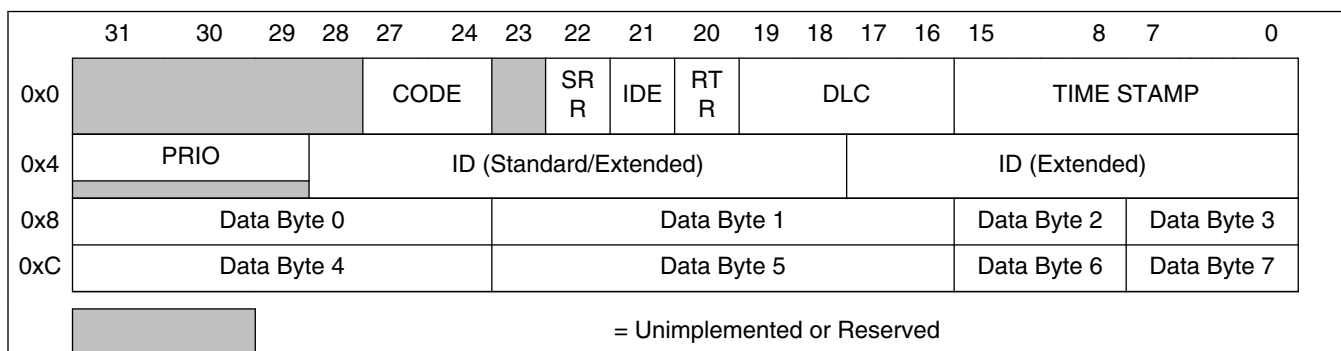 31 30 29 28 27 24 23 22 21 20 19 18 17 16 15 8 7 0
0x0 CODE SRR IDE RTR DLC TIME STAMP
0x4 PRIO ID (Standard/Extended) ID (Extended)
0x8 Data Byte 0 Data Byte 1 Data Byte 2 Data Byte 3
0xC Data Byte 4 Data Byte 5 Data Byte 6 Data Byte 7
= Unimplemented or Reserved